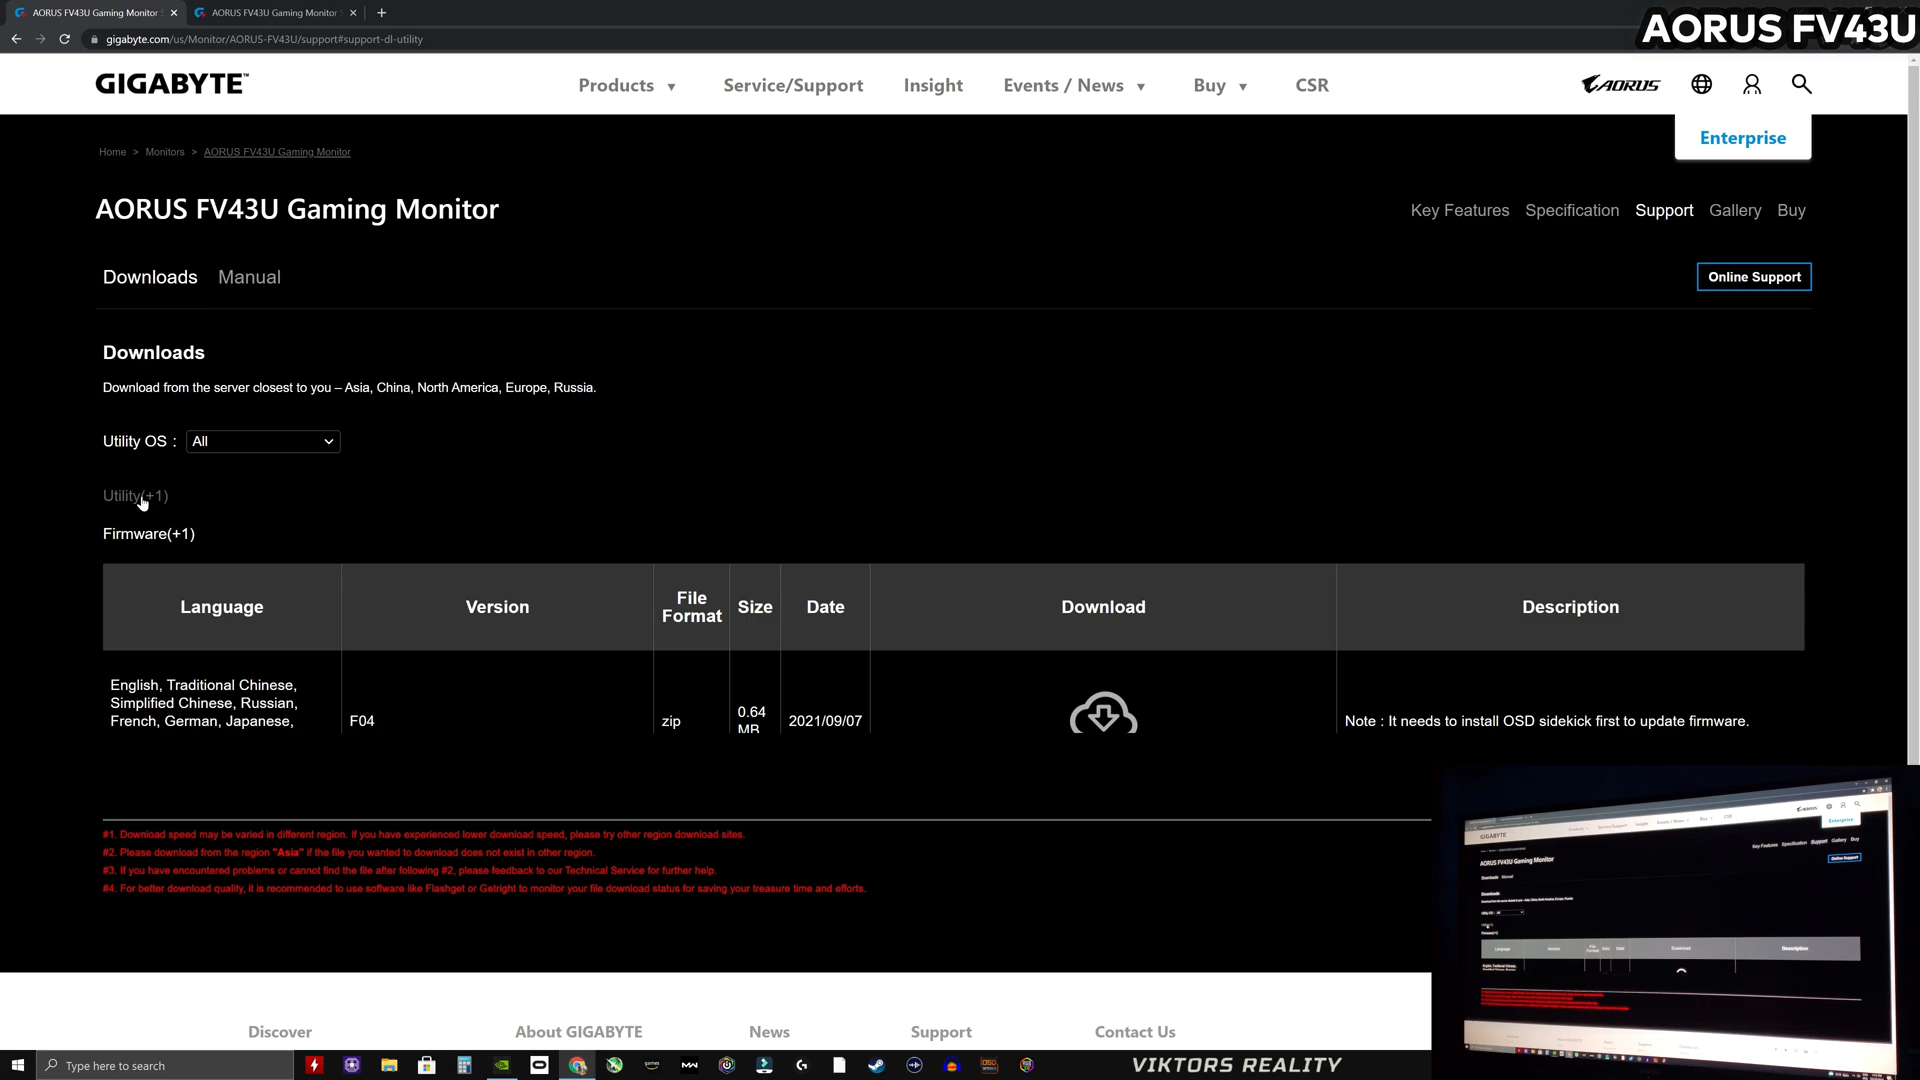 AORUS FV43U Gaming Monitor
AORUS FV43U Gaming Monitor
gigabyte.com/us/Monitor/AORUS-FV43U/support#support-dl-utility
AORUS FV43U
GIGABYTE™
Products ▼
Service/Support
Insight
Events / News ▼
Buy ▼
CSR
AORUS
Enterprise
Home > Monitors > AORUS FV43U Gaming Monitor
AORUS FV43U Gaming Monitor
Key Features
Specification
Support
Gallery
Buy
Downloads
Manual
Online Support
Downloads
Download from the server closest to you – Asia, China, North America, Europe, Russia.
Utility OS : All
Utility(+1)
Firmware(+1)
Language
Version
File
Format
Size
Date
Download
Description
English, Traditional Chinese,
Simplified Chinese, Russian,
French, German, Japanese,
F04
zip
0.64
MB
2021/09/07
Note : It needs to install OSD sidekick first to update firmware.
#1. Download speed may be varied in different region. If you have experienced lower download speed, please try other region download sites.
#2. Please download from the region "Asia" if the file you wanted to download does not exist in other region.
#3. If you have encountered problems or cannot find the file after following #2, please feedback to our Technical Service for further help.
#4. For better download quality, it is recommended to use software like Flashget or Getright to monitor your file download status for saving your treasure time and efforts.
Discover
About GIGABYTE
News
Support
Contact Us
Type here to search
VIKTORS REALITY